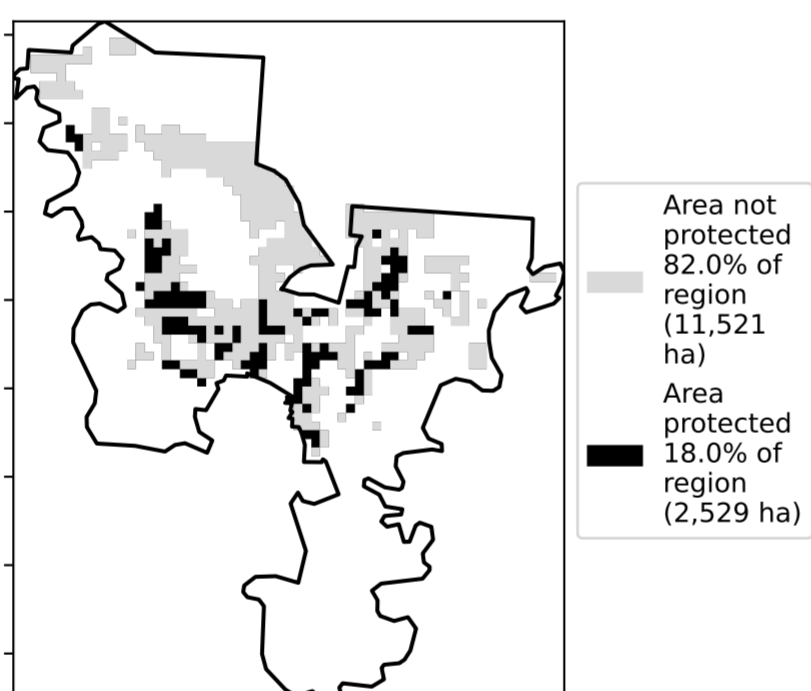 Area not
protected
82.0% of
region
(11,521
ha)
Area
protected
18.0% of
region
(2,529 ha)